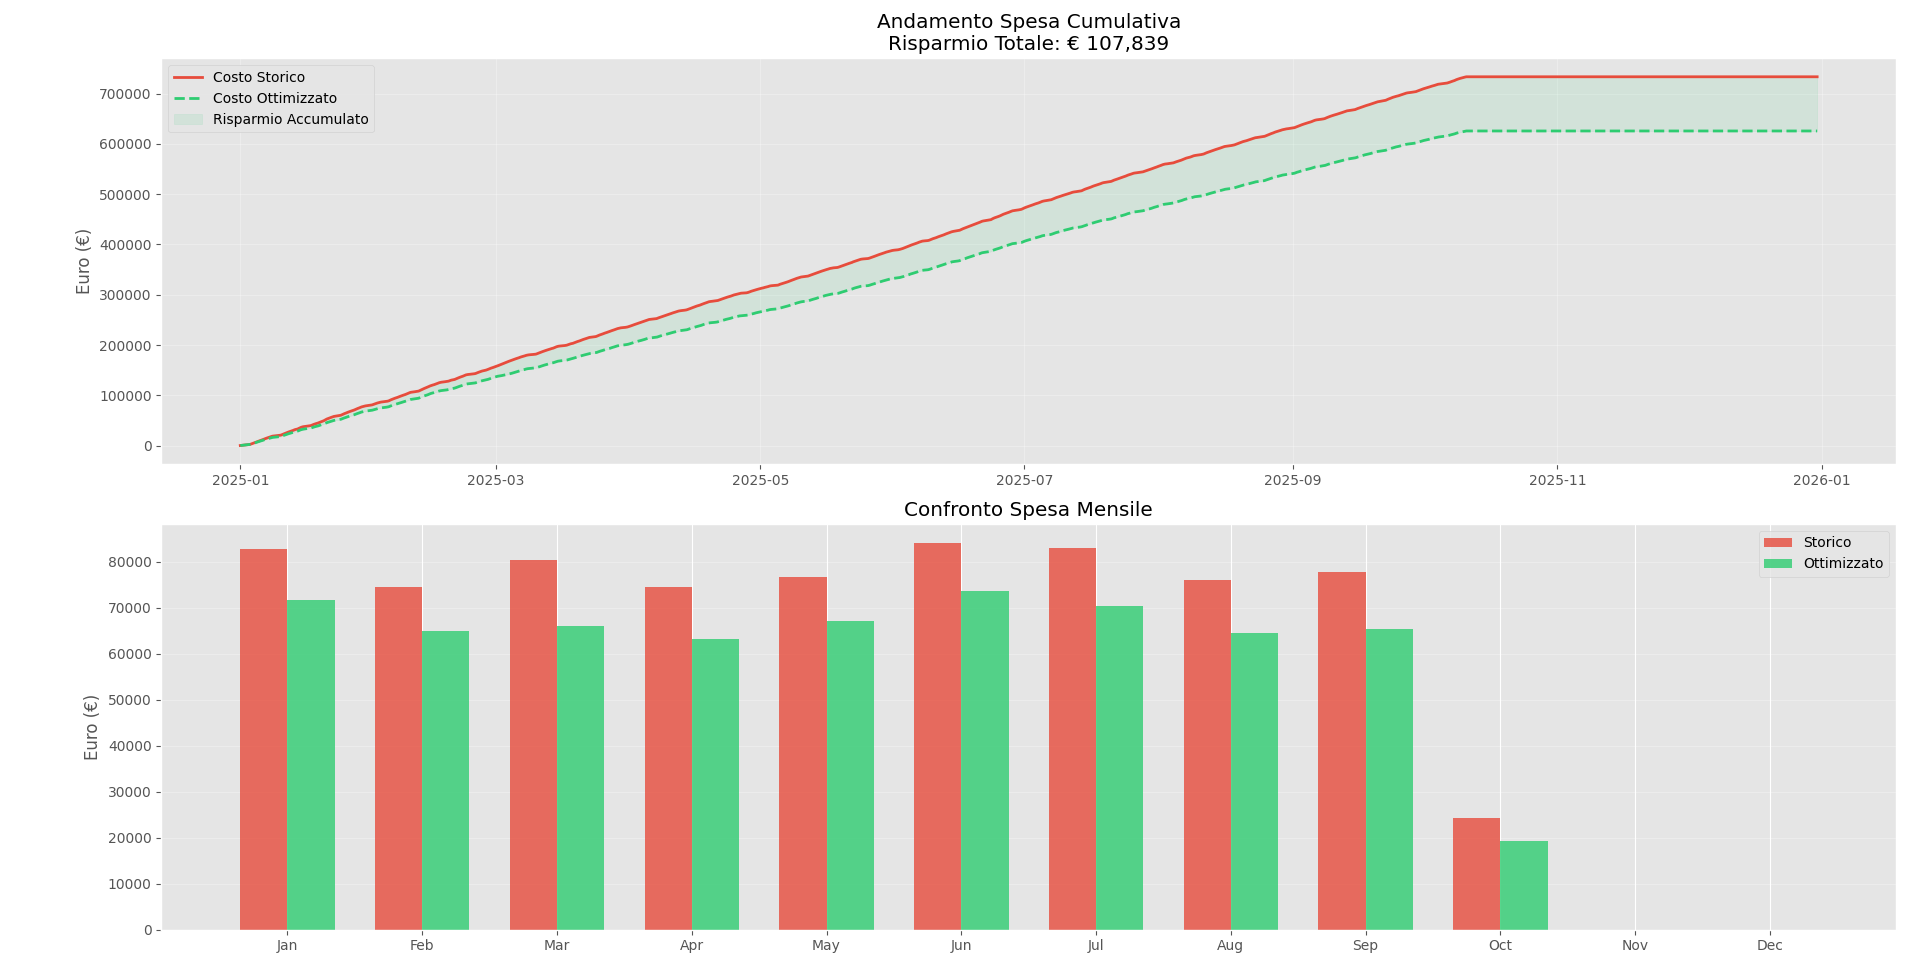 Andamento Spesa Cumulativa
Risparmio Totale: € 107,839
Costo Storico
Costo Ottimizzato
Risparmio Accumulato
Euro (€)
700000
600000
500000
400000
300000
200000
100000
0
2025-01 2025-03 2025-05 2025-07 2025-09 2025-11 2026-01
Confronto Spesa Mensile
Storico
Ottimizzato
Euro (€)
80000
70000
60000
50000
40000
30000
20000
10000
0
Jan Feb Mar Apr May Jun Jul Aug Sep Oct Nov Dec